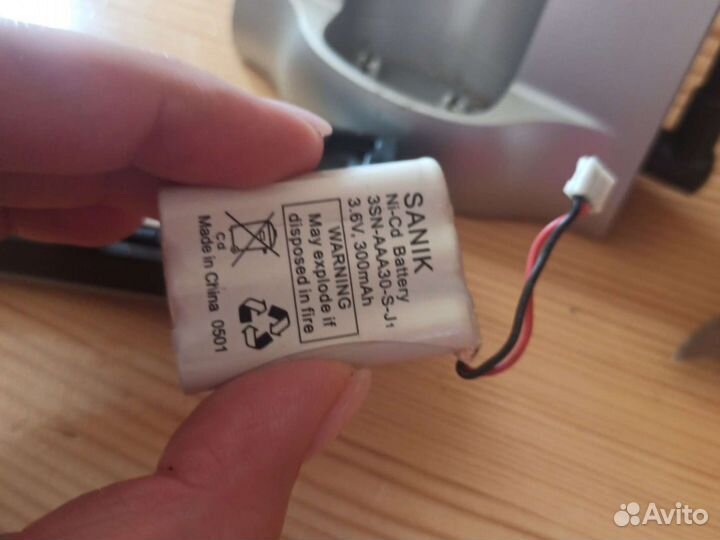 SANIK
Ni-Cd Battery
3SN-AAA30-S-J1
3.6V, 300mAh
WARNING
May explode if
disposed in fire
Cd
Made in China 0501
Avito